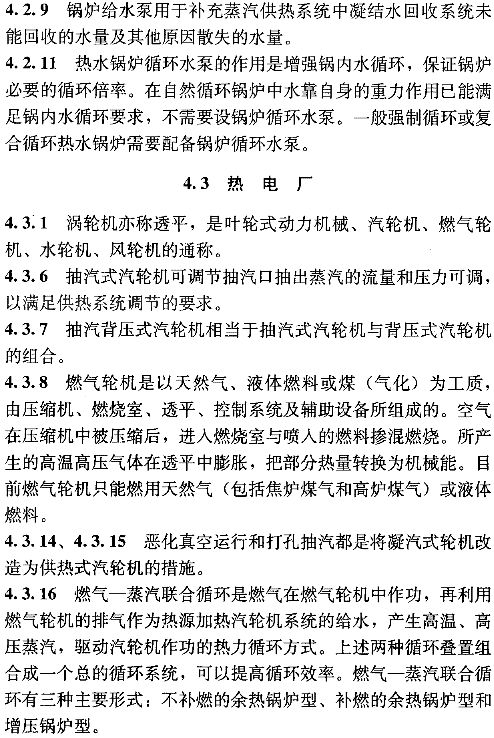 4.2.9 锅炉给水泵用于补充蒸汽供热系统中凝结水回收系统未
能回收的水量及其他原因散失的水量。
4.2.11 热水锅炉循环水泵的作用是增强锅内水循环，保证锅炉
必要的循环倍率。在自然循环锅炉中水靠自身的重力作用已能满
足锅内水循环要求，不需要设锅炉循环水泵。一般强制循环或复
合循环热水锅炉需要配备锅炉循环水泵。
4.3 热电厂
4.3.1 涡轮机亦称透平，是叶轮式动力机械、汽轮机、燃气轮
机、水轮机、风轮机的通称。
4.3.6 抽汽式汽轮机可调节抽汽口抽出蒸汽的流量和压力可调，
以满足供热系统调节的要求。
4.3.7 抽汽背压式汽轮机相当于抽汽式汽轮机与背压式汽轮机
的组合。
4.3.8 燃气轮机是以天然气、液体燃料或煤（气化）为工质，
由压缩机、燃烧室、透平、控制系统及辅助设备所组成的。空气
在压缩机中被压缩后，进入燃烧室与喷入的燃料掺混燃烧。所产
生的高温高压气体在透平中膨胀，把部分热量转换为机械能。目
前燃气轮机只能燃用天然气（包括焦炉煤气和高炉煤气）或液体
燃料。
4.3.14、4.3.15 恶化真空运行和打孔抽汽都是将凝汽式轮机改
造为供热式汽轮机的措施。
4.3.16 燃气—蒸汽联合循环是燃气在燃气轮机中作功，再利用
燃气轮机的排气作为热源加热汽轮机系统的给水，产生高温、高
压蒸汽，驱动汽轮机作功的热力循环方式。上述两种循环叠置组
合成一个总的循环系统，可以提高循环效率。燃气—蒸汽联合循
环有三种主要形式：不补燃的余热锅炉型、补燃的余热锅炉型和
增压锅炉型。